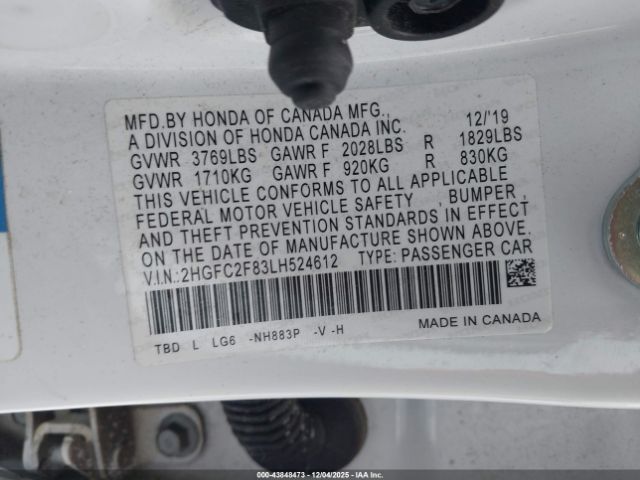 MFD.BY HONDA OF CANADA MFG., 12/'19
A DIVISION OF HONDA CANADA INC.
GVWR 3769LBS GAWR F 2028LBS R 1829LBS
GVWR 1710KG GAWR F 920KG R 830KG
THIS VEHICLE CONFORMS TO ALL APPLICABLE
FEDERAL MOTOR VEHICLE SAFETY , BUMPER,
AND THEFT PREVENTION STANDARDS IN EFFECT
ON THE DATE OF MANUFACTURE SHOWN ABOVE.
V.I.N.:2HGFC2F83LH524612 TYPE: PASSENGER CAR
TBD L LG6 -NH883P -V -H MADE IN CANADA
000-43848473 - 12/04/2025 - IAA Inc.